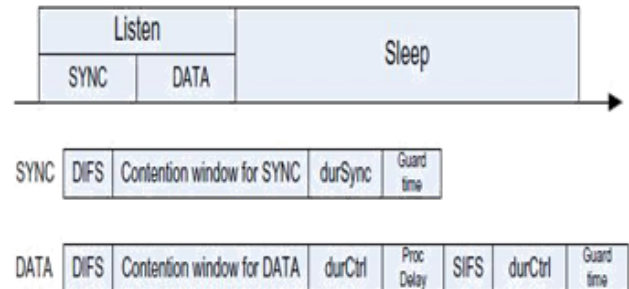 Listen
Sleep
SYNC DATA
SYNC DIFS Contention window for SYNC durSync Guard time
DATA DIFS Contention window for DATA durCtrl Proc Delay SIFS durCtrl Guard time